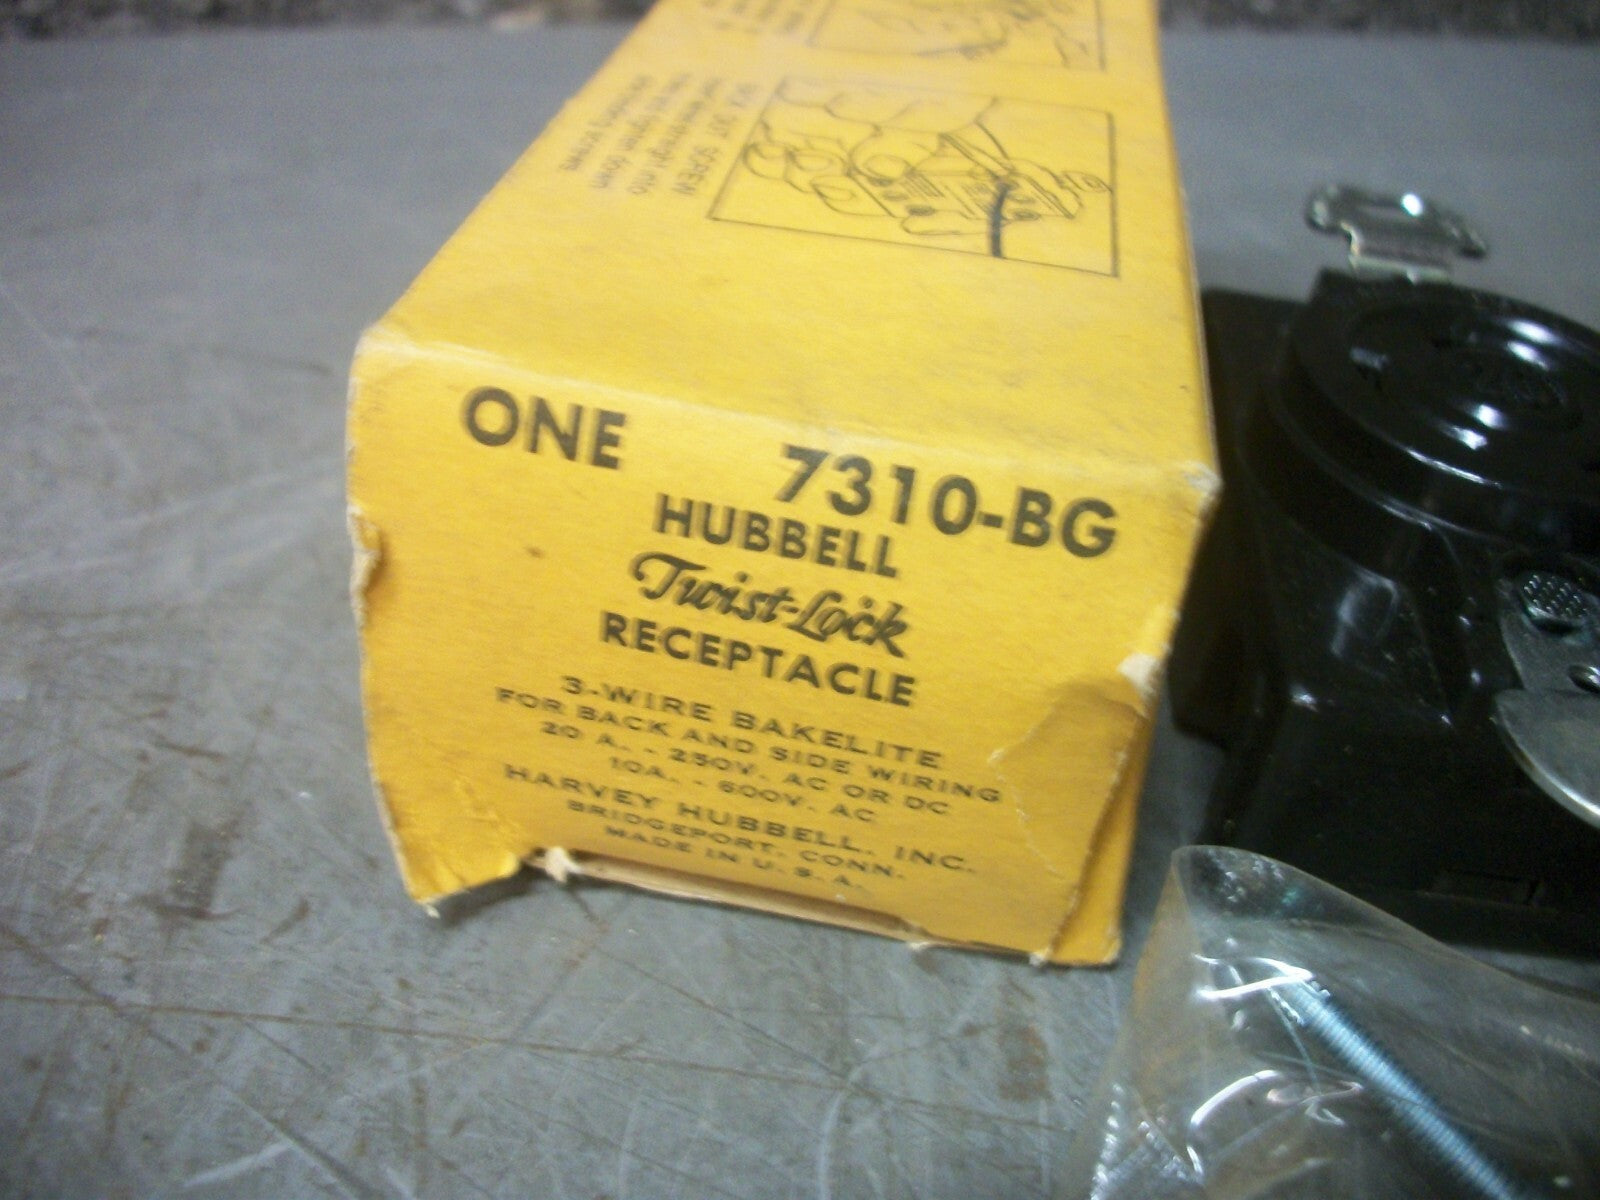 ONE 7310-BG
HUBBELL
Twist-Lock
RECEPTACLE
3-WIRE BAKELITE
FOR BACK AND SIDE WIRING
20 A. - 250V. AC OR DC
10A. - 600V. AC
HARVEY HUBBELL, INC.
BRIDGEPORT, CONN.
MADE IN U. S. A.
SCREW